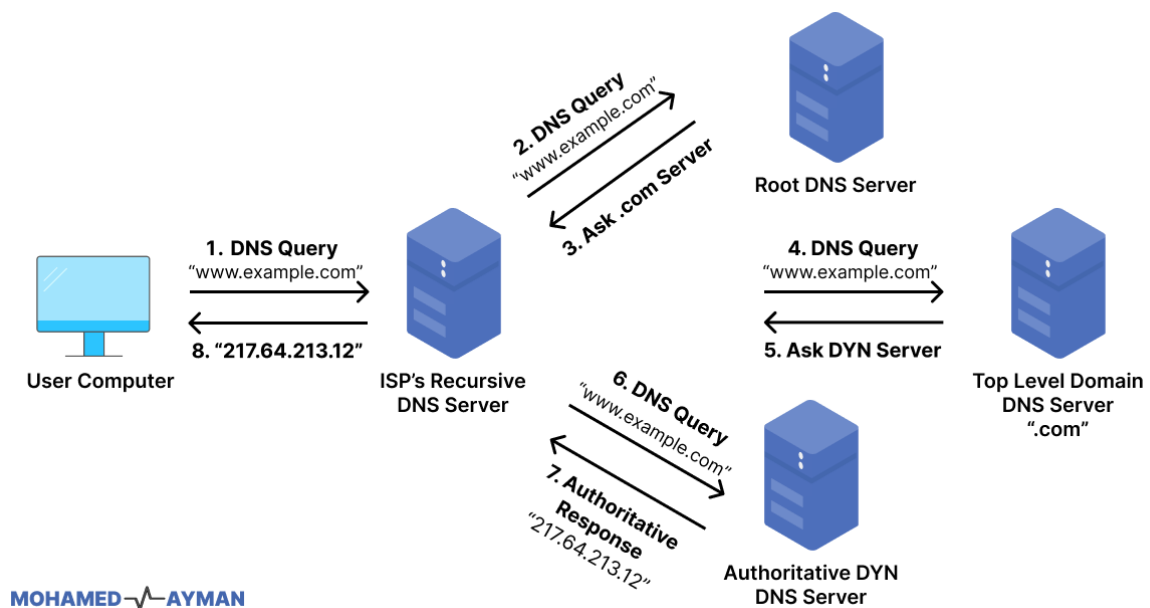 1. DNS Query
“www.example.com”
8. “217.64.213.12”
User Computer
ISP’s Recursive
DNS Server
2. DNS Query
“www.example.com”
3. Ask .com Server
Root DNS Server
4. DNS Query
“www.example.com”
5. Ask DYN Server
Top Level Domain
DNS Server
“.com”
6. DNS Query
“www.example.com”
7. Authoritative
Response
“217.64.213.12”
Authoritative DYN
DNS Server
MOHAMED AYMAN